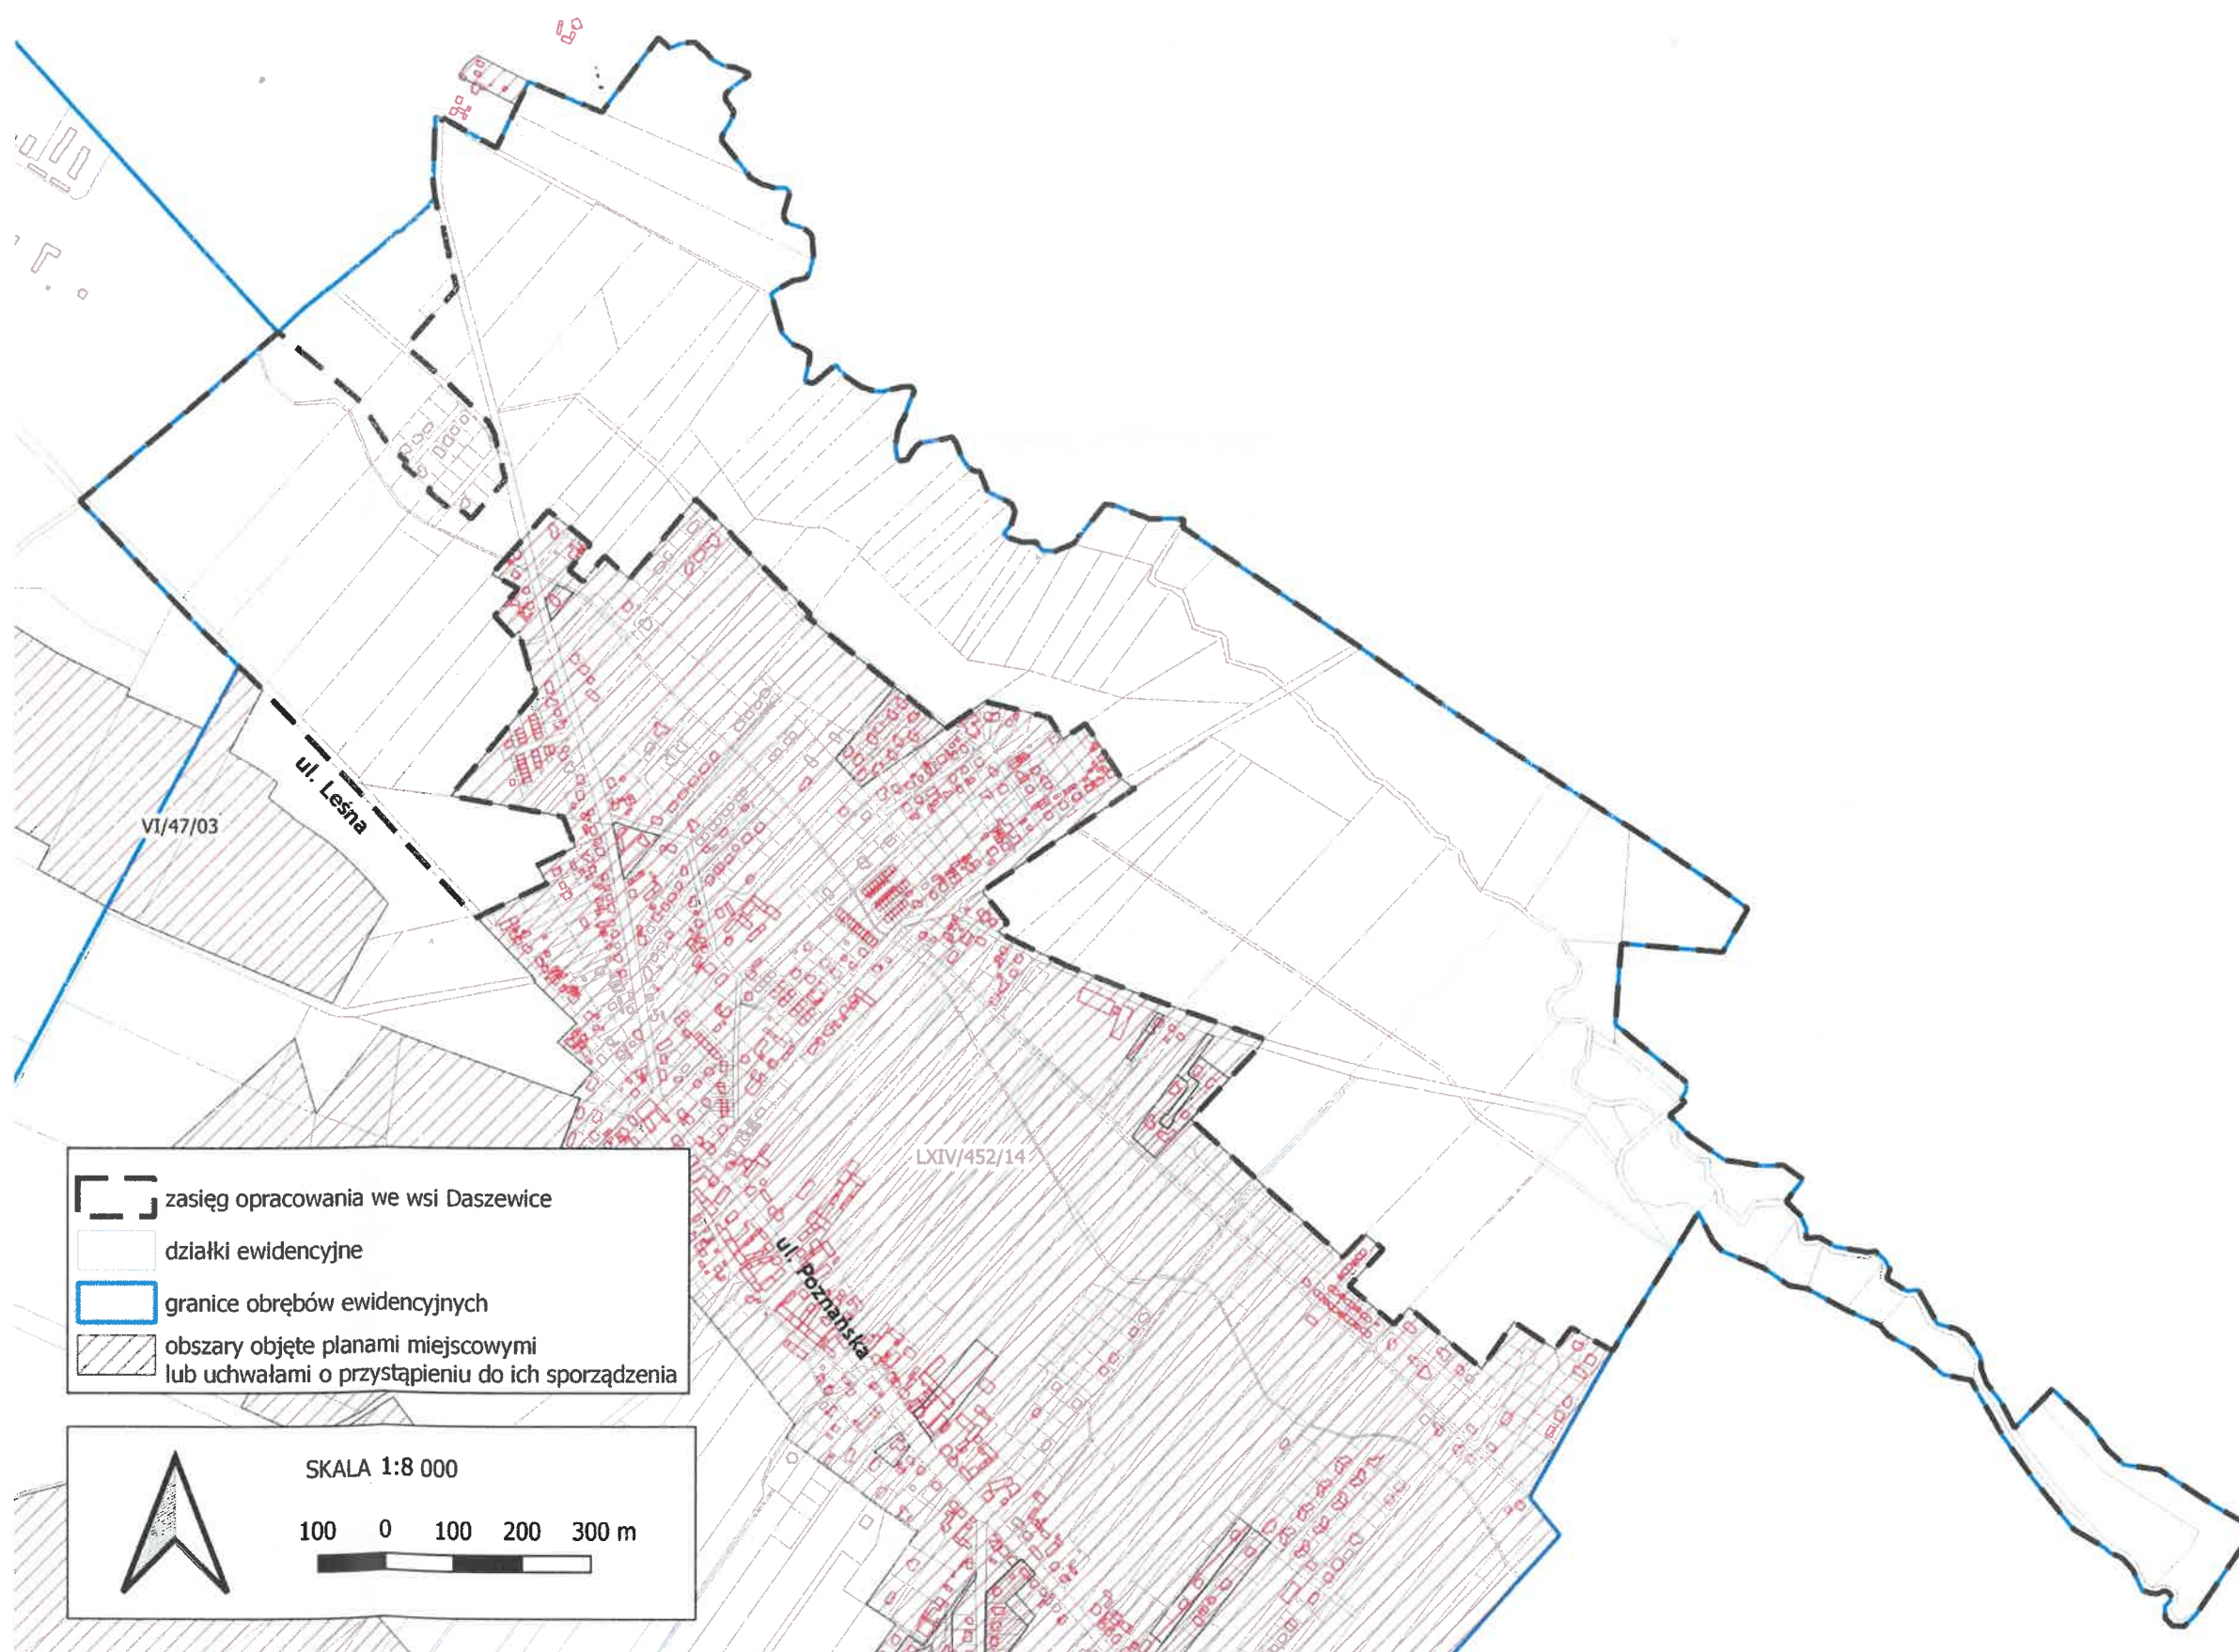 ul. Leśna
VI/47/03
LXIV/452/14
ul. Poznańska
zasięg opracowania we wsi Daszewice
działki ewidencyjne
granice obrębów ewidencyjnych
obszary objęte planami miejscowymi
lub uchwałami o przystąpieniu do ich sporządzenia
SKALA 1:8 000
100 0 100 200 300 m